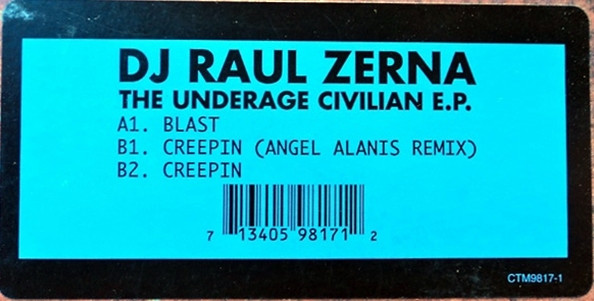 DJ RAUL ZERNA
THE UNDERAGE CIVILIAN E.P.
A1. BLAST
B1. CREEPIN (ANGEL ALANIS REMIX)
B2. CREEPIN
7 13405 98171 2
CTM9817-1